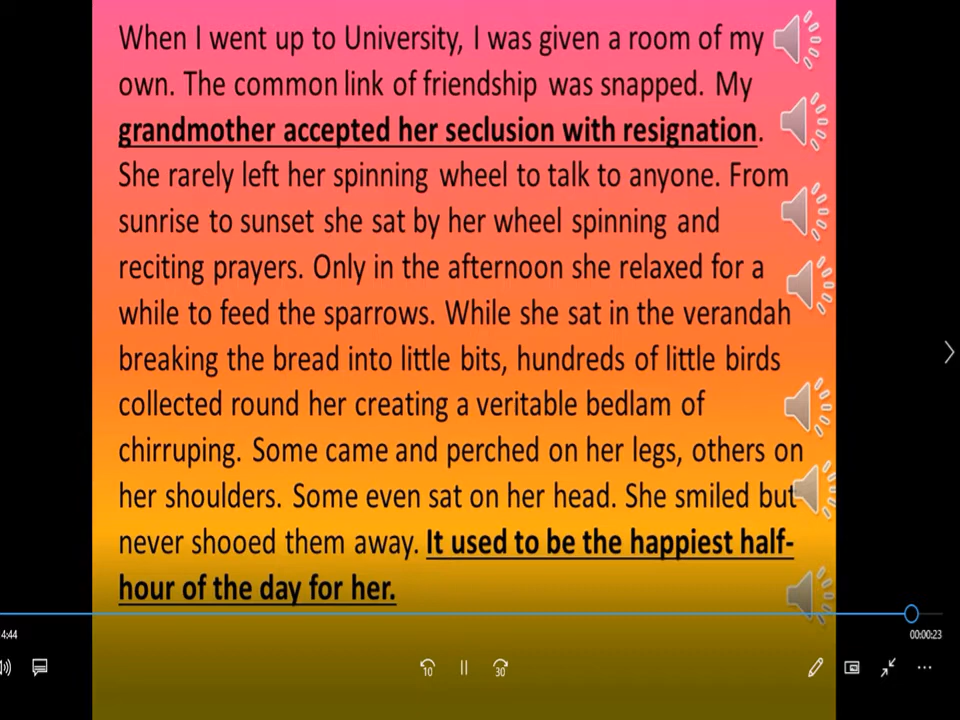 When I went up to University, I was given a room of my
own. The common link of friendship was snapped. My
grandmother accepted her seclusion with resignation.
She rarely left her spinning wheel to talk to anyone. From
sunrise to sunset she sat by her wheel spinning and
reciting prayers. Only in the afternoon she relaxed for a
while to feed the sparrows. While she sat in the verandah
breaking the bread into little bits, hundreds of little birds
collected round her creating a veritable bedlam of
chirruping. Some came and perched on her legs, others on
her shoulders. Some even sat on her head. She smiled but
never shooed them away. It used to be the happiest half-
hour of the day for her.
4:44
00:00:23
10
30